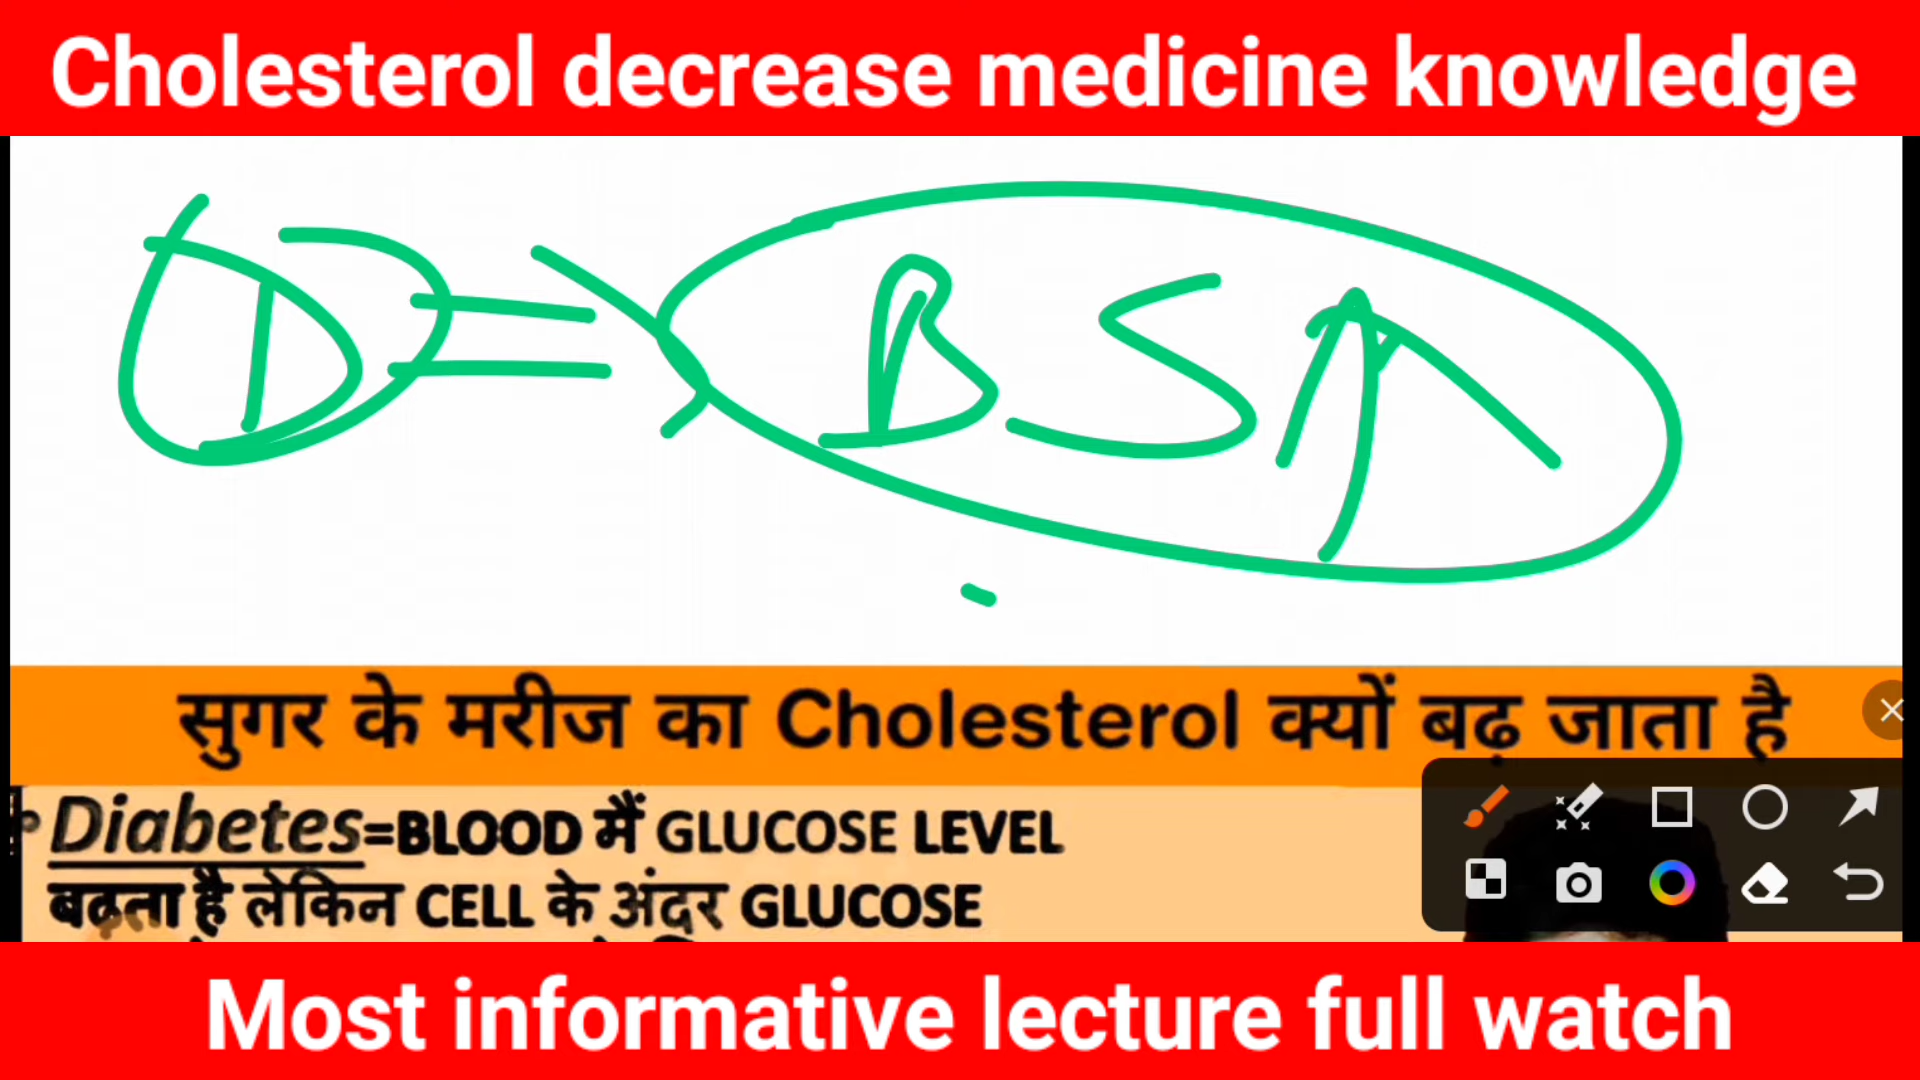 Cholesterol decrease medicine knowledge
D => BS↑
सुगर के मरीज का Cholesterol क्यों बढ़ जाता है
Diabetes=BLOOD मैं GLUCOSE LEVEL
बढ़ता है लेकिन CELL के अंदर GLUCOSE
Most informative lecture full watch